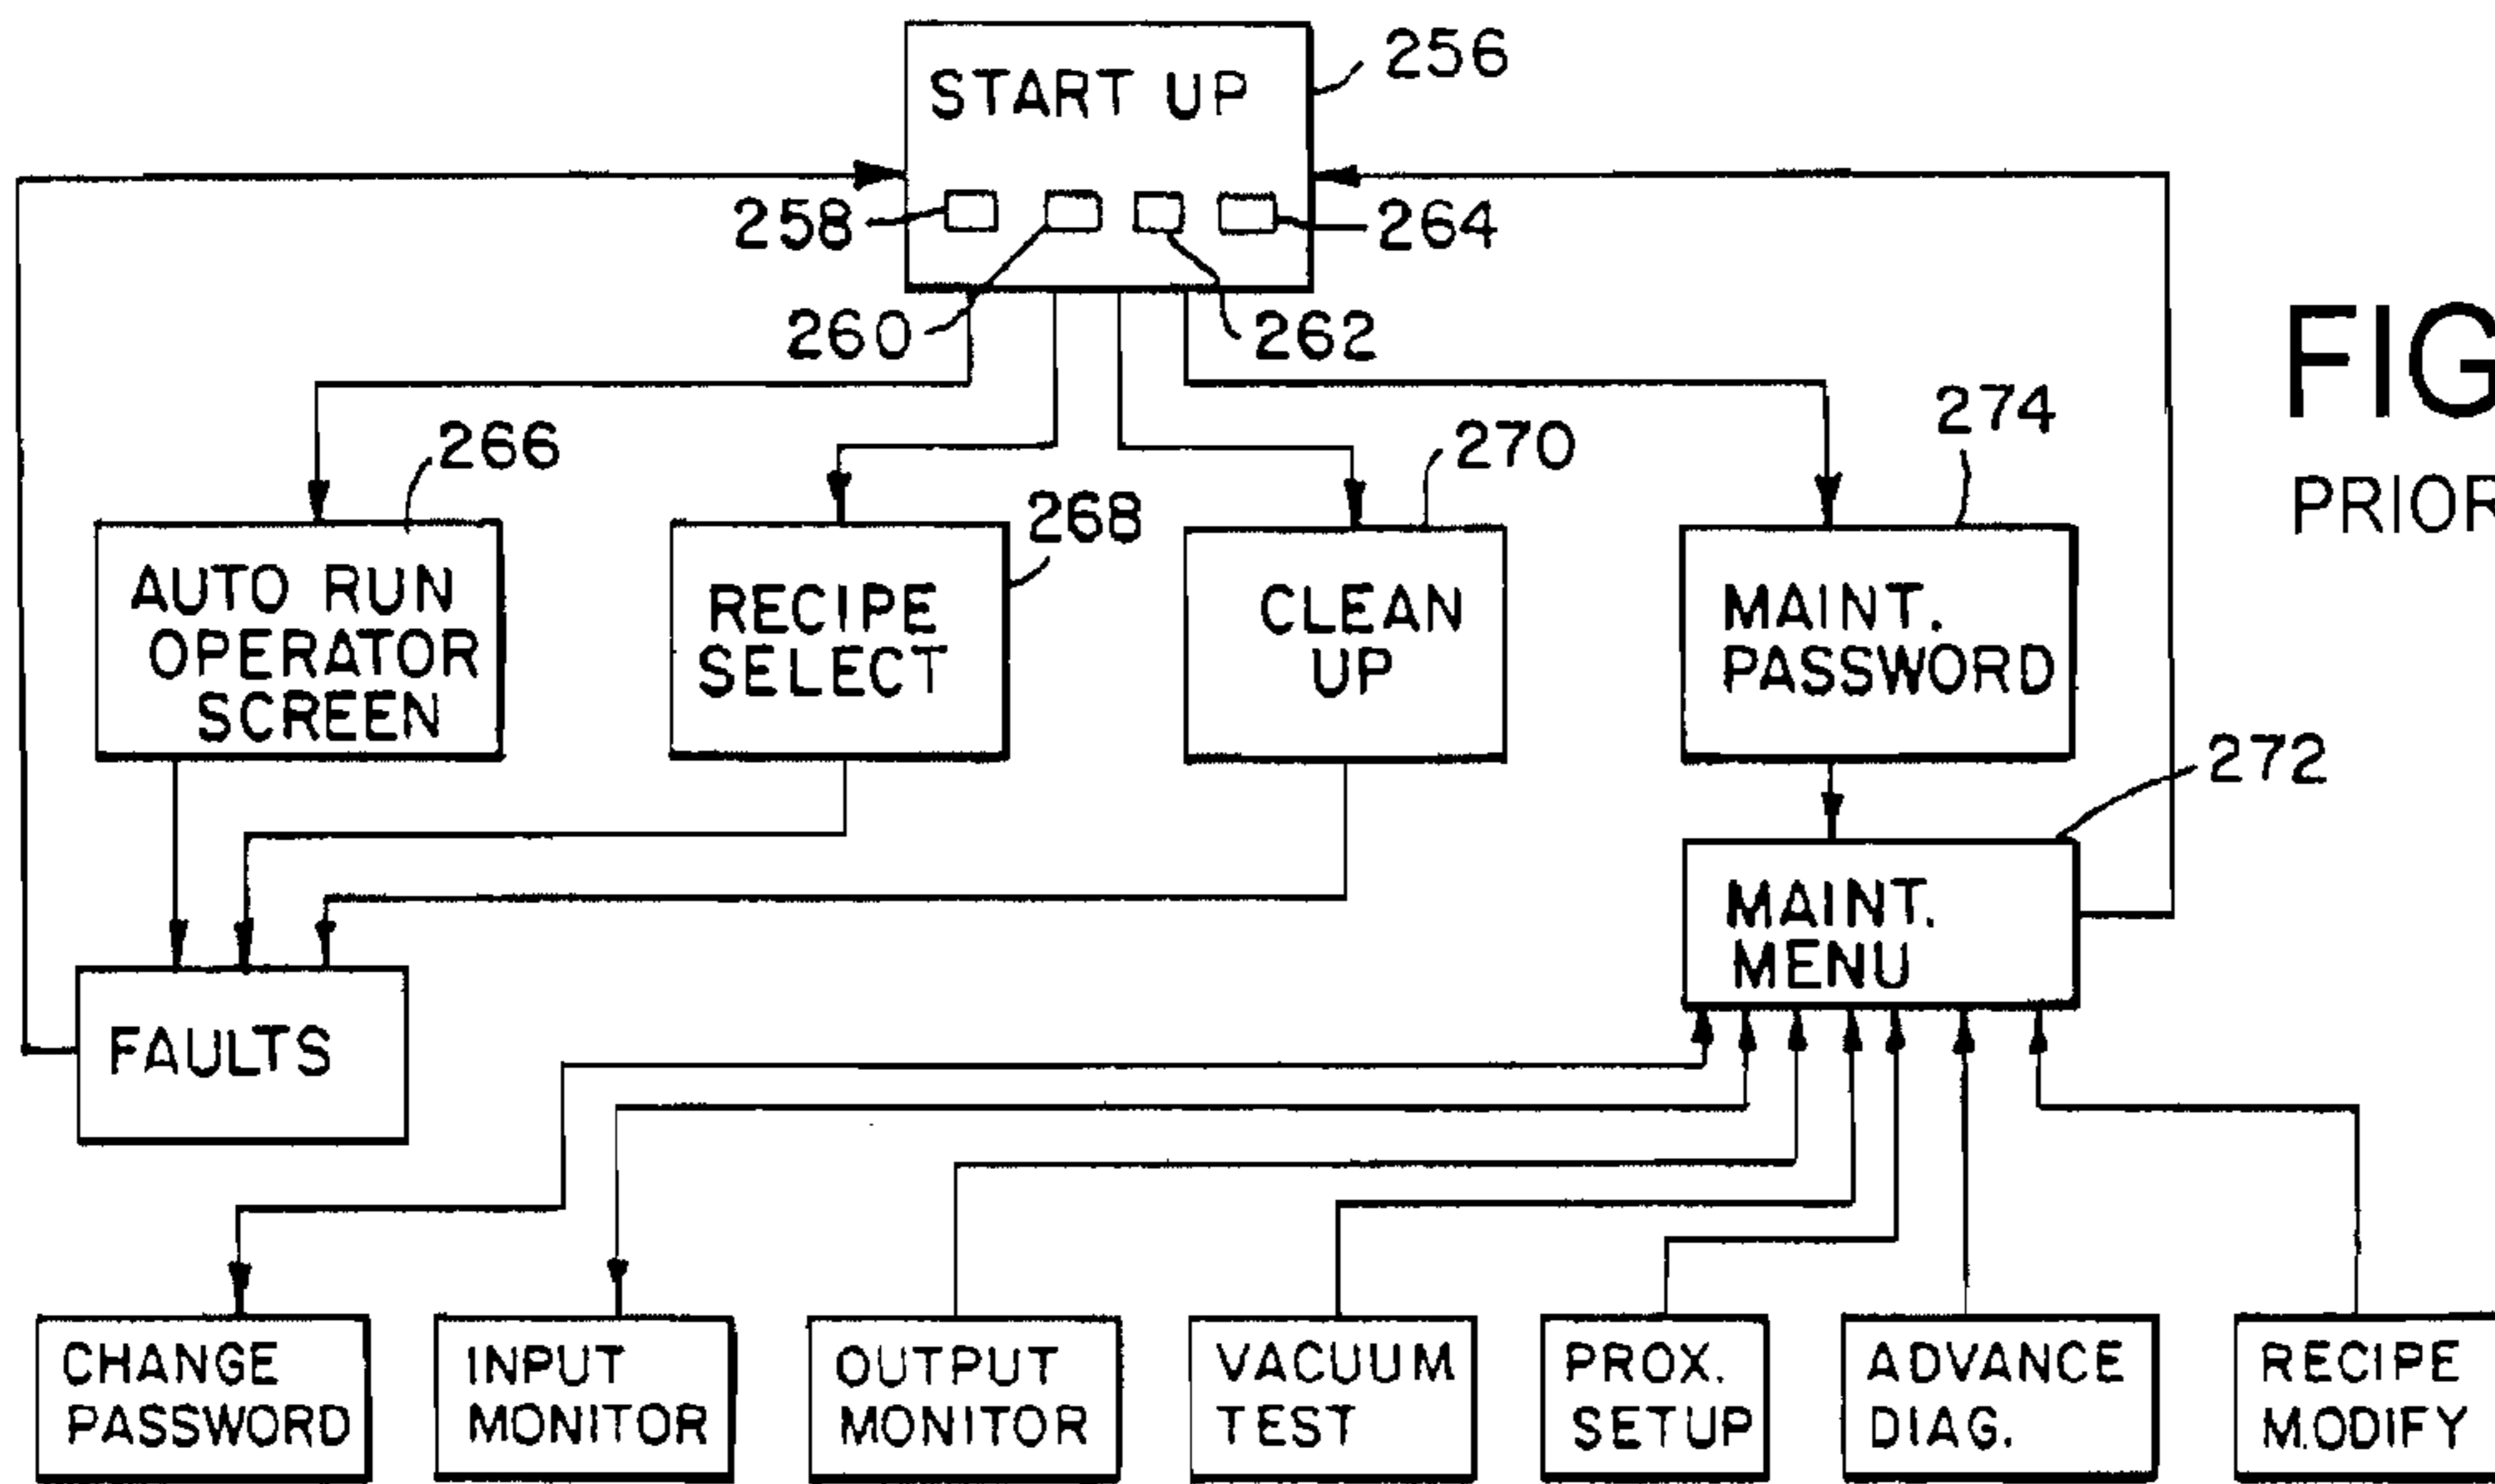 START UP
256
258
264
260
262
FIG
PRIOR
274
266
270
268
AUTO RUN
OPERATOR
SCREEN
RECIPE
SELECT
CLEAN
UP
MAINT.
PASSWORD
272
MAINT.
MENU
FAULTS
CHANGE
PASSWORD
INPUT
MONITOR
OUTPUT
MONITOR
VACUUM
TEST
PROX.
SETUP
ADVANCE
DIAG.
RECIPE
MODIFY